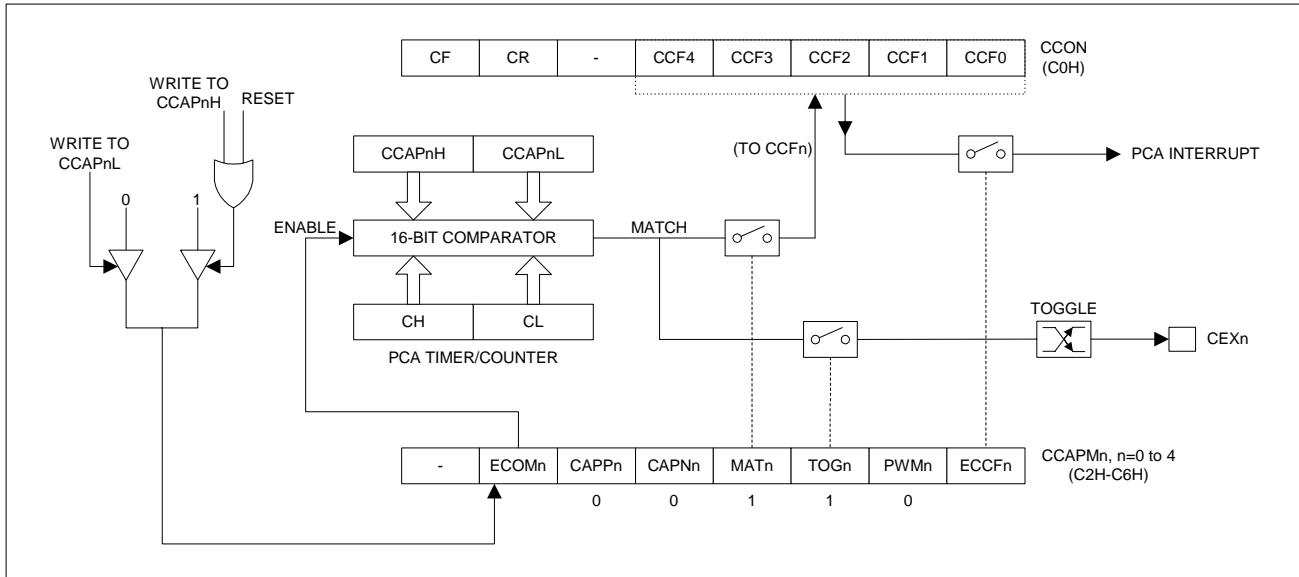 CF CR - CCF4 CCF3 CCF2 CCF1 CCF0
CCON
(C0H)
WRITE TO
CCAPnH
RESET
WRITE TO
CCAPnL
0 1
CCAPnH CCAPnL
(TO CCFn)
PCA INTERRUPT
ENABLE
16-BIT COMPARATOR
MATCH
CH CL
PCA TIMER/COUNTER
TOGGLE
CEXn
- ECOMn CAPPn CAPNn MATn TOGn PWMn ECCFn
CCAPMn, n=0 to 4
(C2H-C6H)
0 0 1 1 0